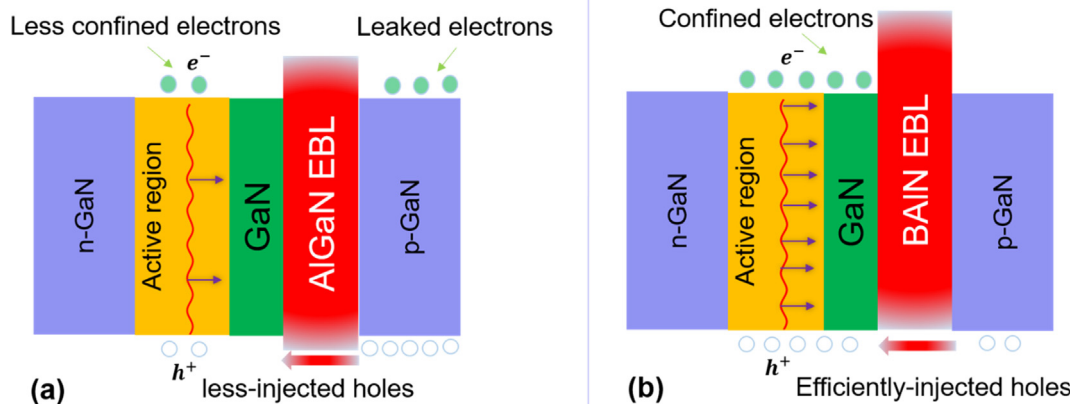 Less confined electrons
Leaked electrons
e⁻
n-GaN
Active region
GaN
AlGaN EBL
p-GaN
h⁺
(a)
less-injected holes
Confined electrons
e⁻
n-GaN
Active region
GaN
BAlN EBL
p-GaN
h⁺
(b)
Efficiently-injected holes